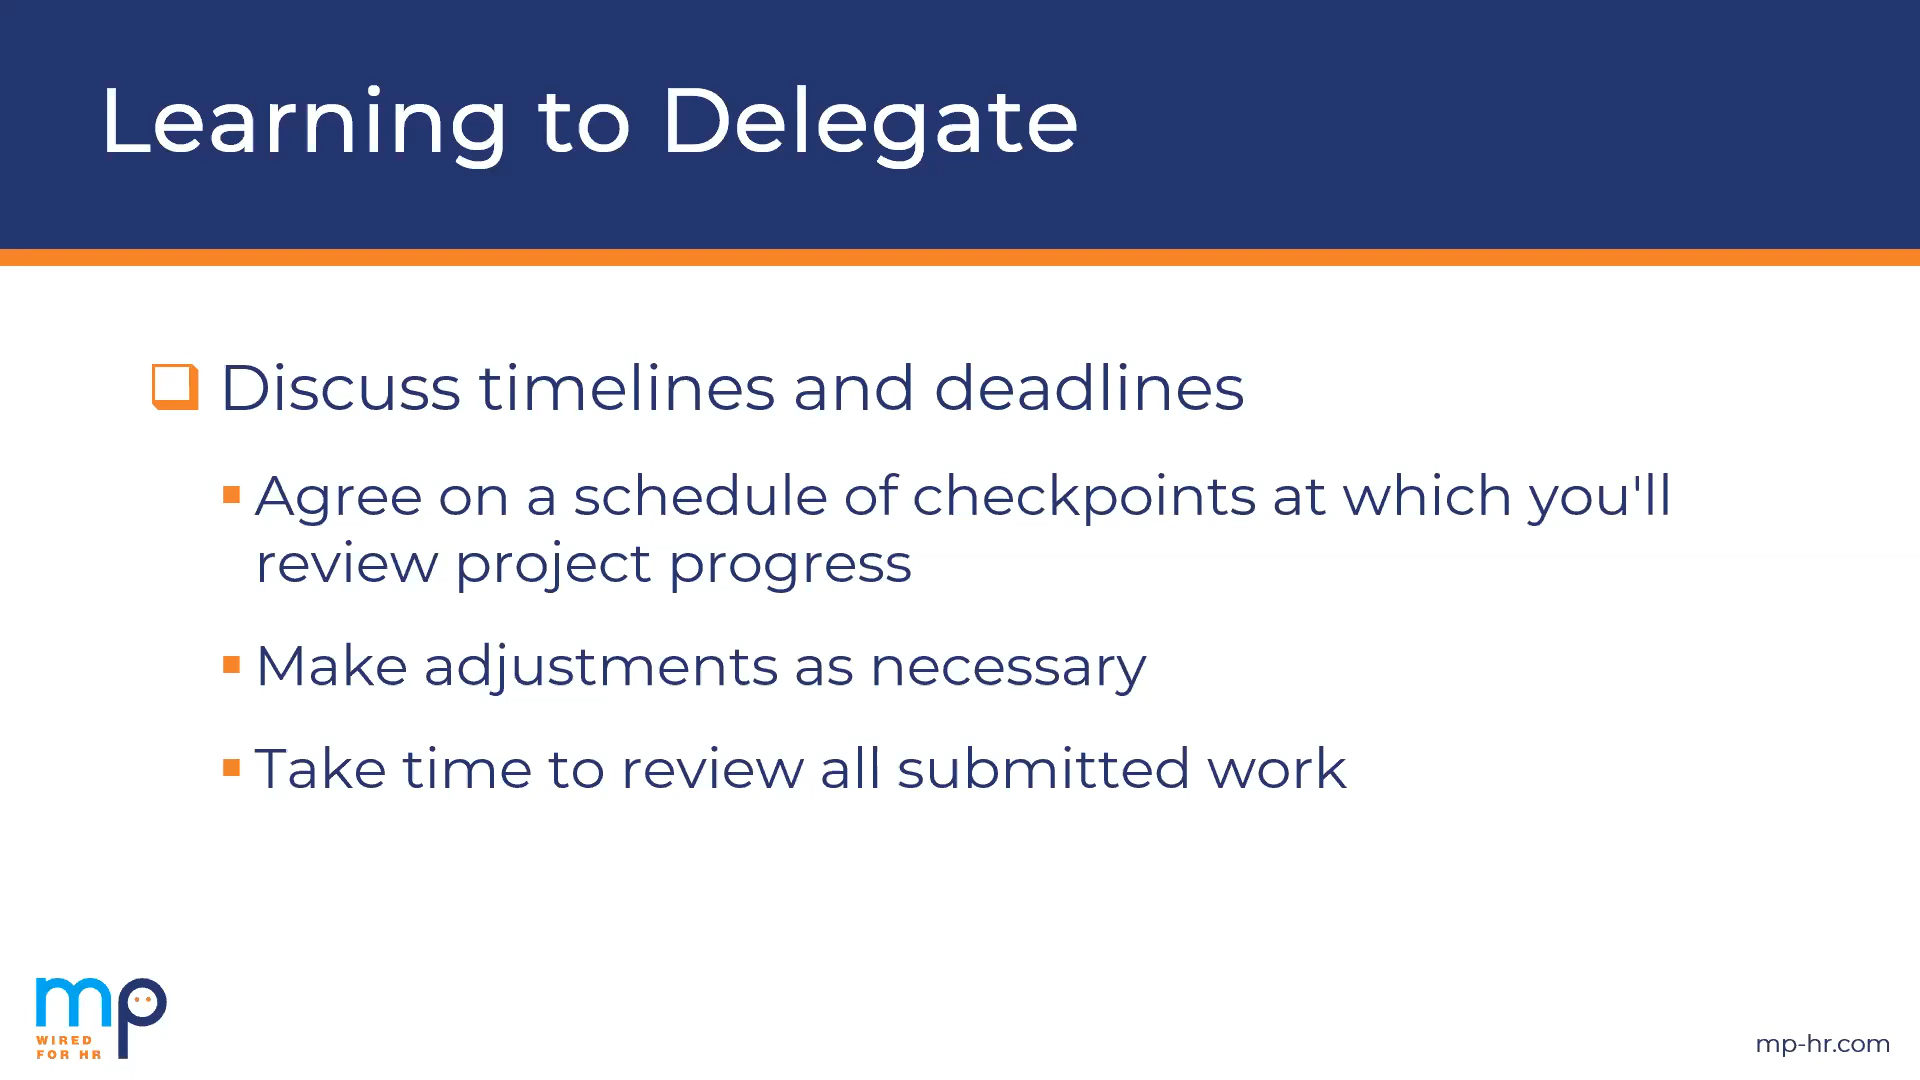 Learning to Delegate
Discuss timelines and deadlines
Agree on a schedule of checkpoints at which you'll
review project progress
Make adjustments as necessary
Take time to review all submitted work
mp
WIRED
FOR HR
mp-hr.com